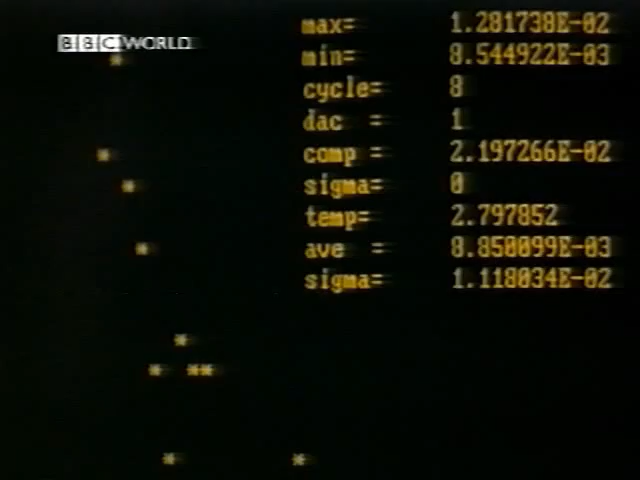 BBC WORLD
max= 1.281738E-02
min= 8.544922E-03
cycle= 8
dac = 1
comp = 2.197266E-02
sigma= 0
temp= 2.797852
ave = 8.850099E-03
sigma= 1.118034E-02